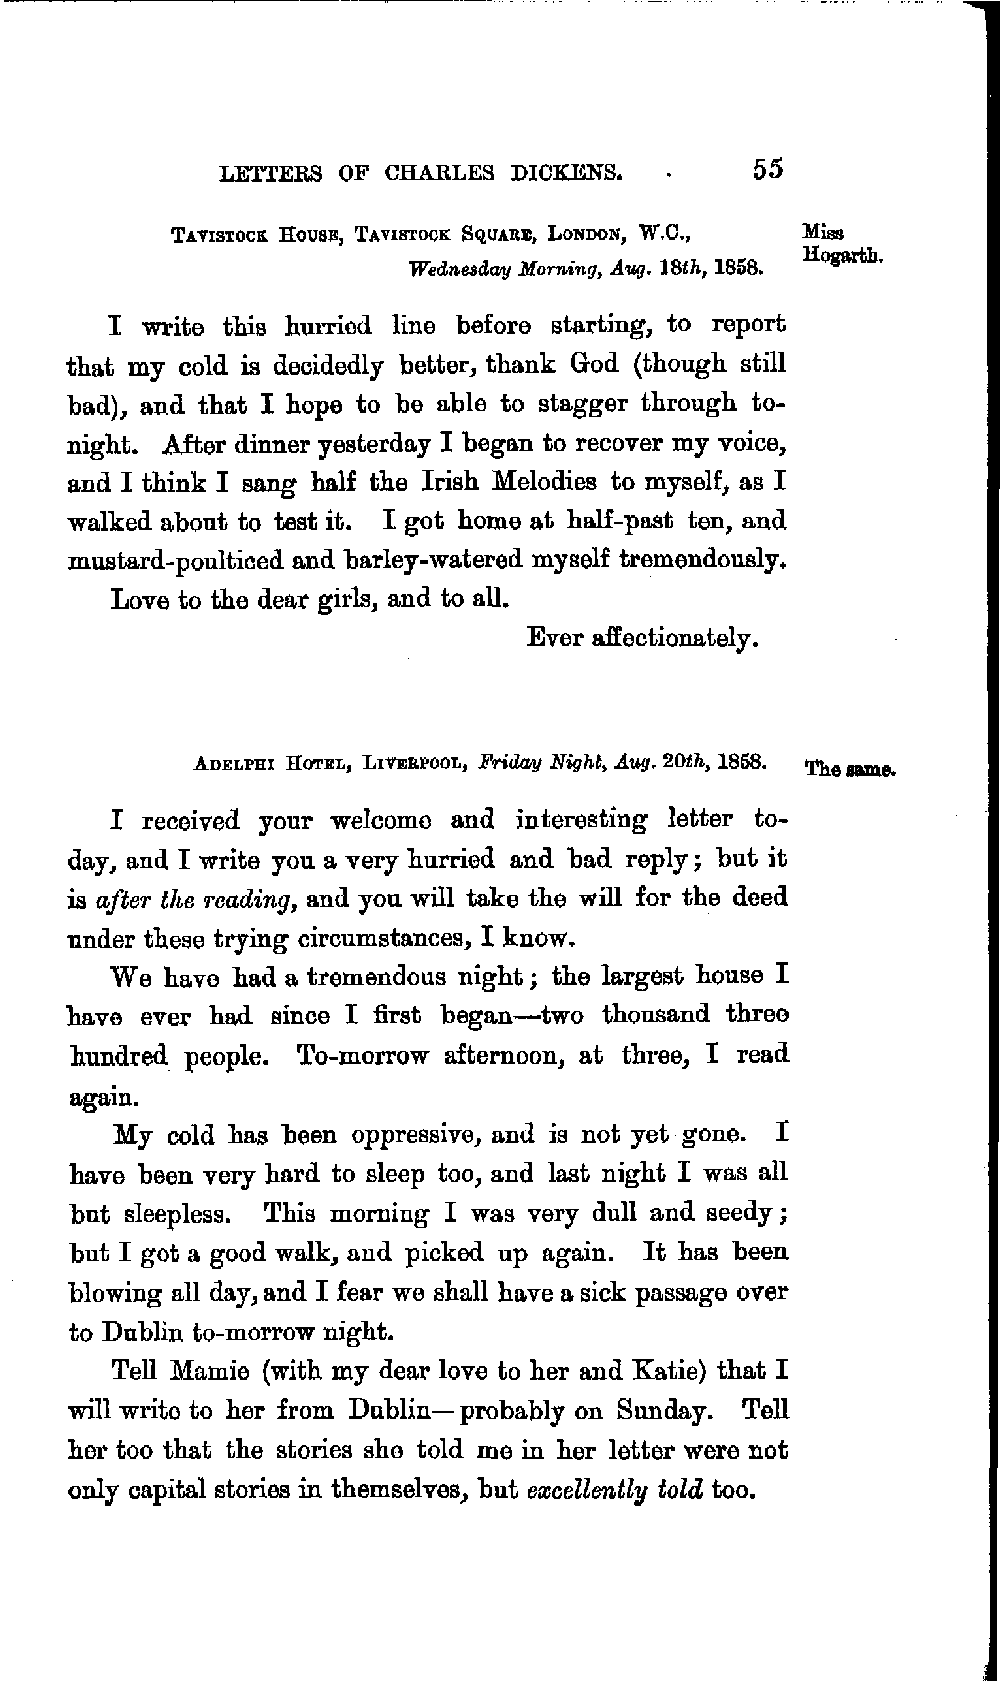 LETTERS OF CHARLES DICKENS. 55
TAVISTOCK HOUSE, TAVISTOCK SQUARE, LONDON, W.C.,
Miss
Hogarth.
Wednesday Morning, Aug. 18th, 1858.
I write this hurried line before starting, to report
that my cold is decidedly better, thank God (though still
bad), and that I hope to be able to stagger through to-
night. After dinner yesterday I began to recover my voice,
and I think I sang half the Irish Melodies to myself, as I
walked about to test it. I got home at half-past ten, and
mustard-poulticed and barley-watered myself tremendously.
Love to the dear girls, and to all.
Ever affectionately.
ADELPHI HOTEL, LIVERPOOL, Friday Night, Aug. 20th, 1858.
The same.
I received your welcome and interesting letter to-
day, and I write you a very hurried and bad reply; but it
is after the reading, and you will take the will for the deed
under these trying circumstances, I know.
We have had a tremendous night; the largest house I
have ever had since I first began—two thousand three
hundred people. To-morrow afternoon, at three, I read
again.
My cold has been oppressive, and is not yet gone. I
have been very hard to sleep too, and last night I was all
but sleepless. This morning I was very dull and seedy;
but I got a good walk, and picked up again. It has been
blowing all day, and I fear we shall have a sick passage over
to Dublin to-morrow night.
Tell Mamie (with my dear love to her and Katie) that I
will write to her from Dublin—probably on Sunday. Tell
her too that the stories she told me in her letter were not
only capital stories in themselves, but excellently told too.